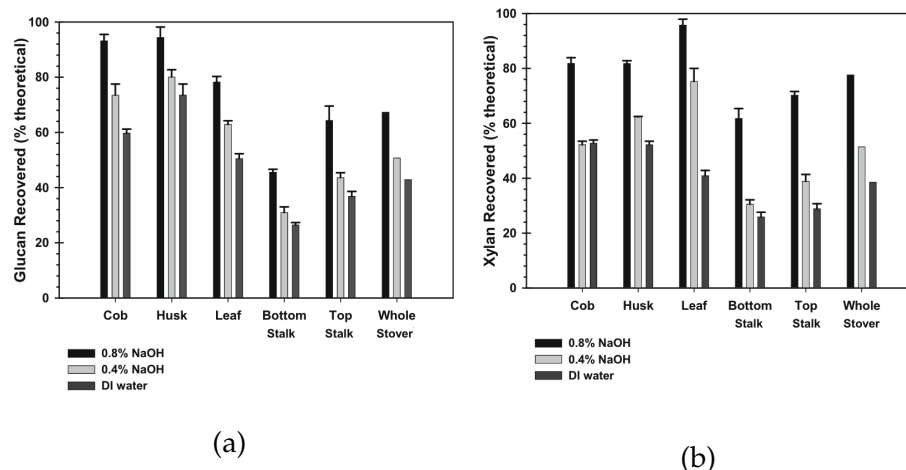 Glucan Recovered (% theoretical)
100
80
60
40
20
0
Cob Husk Leaf Bottom Stalk Top Stalk Whole Stover
0.8% NaOH
0.4% NaOH
DI water
(a)
Xylan Recovered (% theoretical)
100
80
60
40
20
0
Cob Husk Leaf Bottom Stalk Top Stalk Whole Stover
0.8% NaOH
0.4% NaOH
DI water
(b)